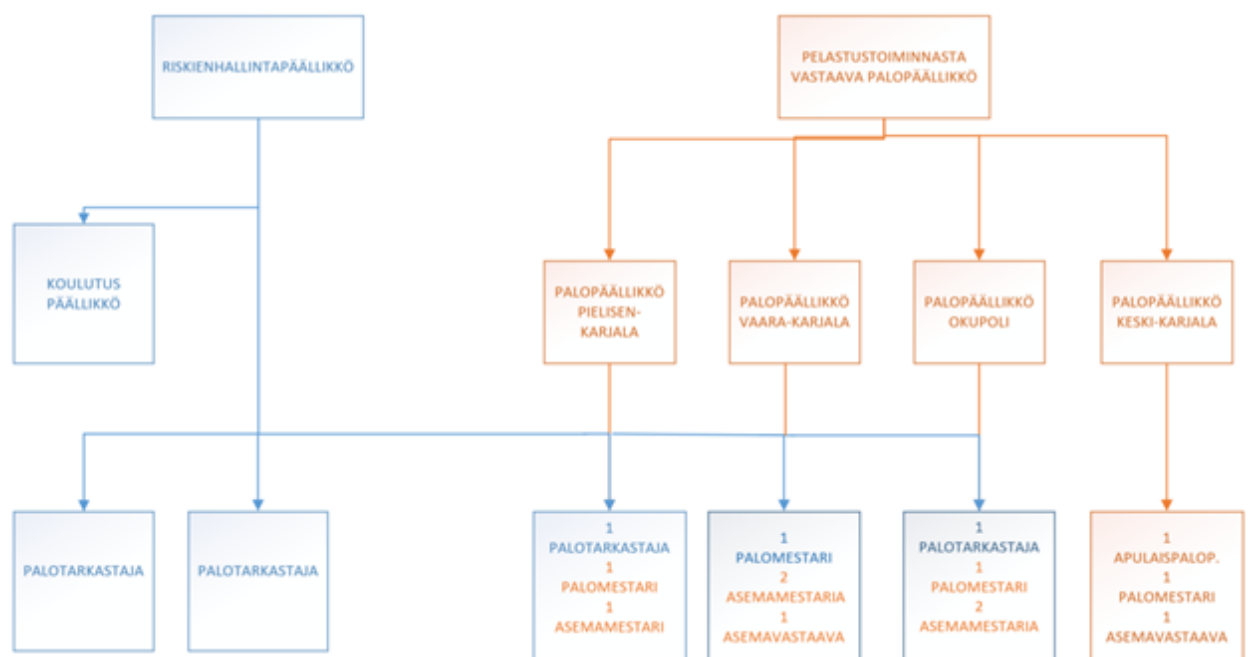 RISKIENHALLINTAPÄÄLLIKKÖ
PELASTUSTOIMINNASTA
VASTAAVA PALOPÄÄLLIKKÖ
KOULUTUS
PÄÄLLIKKÖ
PALOPÄÄLLIKKÖ
PIELISEN-
KARJALA
PALOPÄÄLLIKKÖ
VAARA-KARJALA
PALOPÄÄLLIKKÖ
OKUPOLI
PALOPÄÄLLIKKÖ
KESKI-KARJALA
PALOTARKASTAJA
PALOTARKASTAJA
1
PALOTARKASTAJA
1
PALOMESTARI
1
ASEMAMESTARI
1
PALOMESTARI
2
ASEMAMESTARIA
1
ASEMAVASTAAVA
1
PALOTARKASTAJA
1
PALOMESTARI
2
ASEMAMESTARIA
1
APULAISPALOP.
1
PALOMESTARI
1
ASEMAVASTAAVA